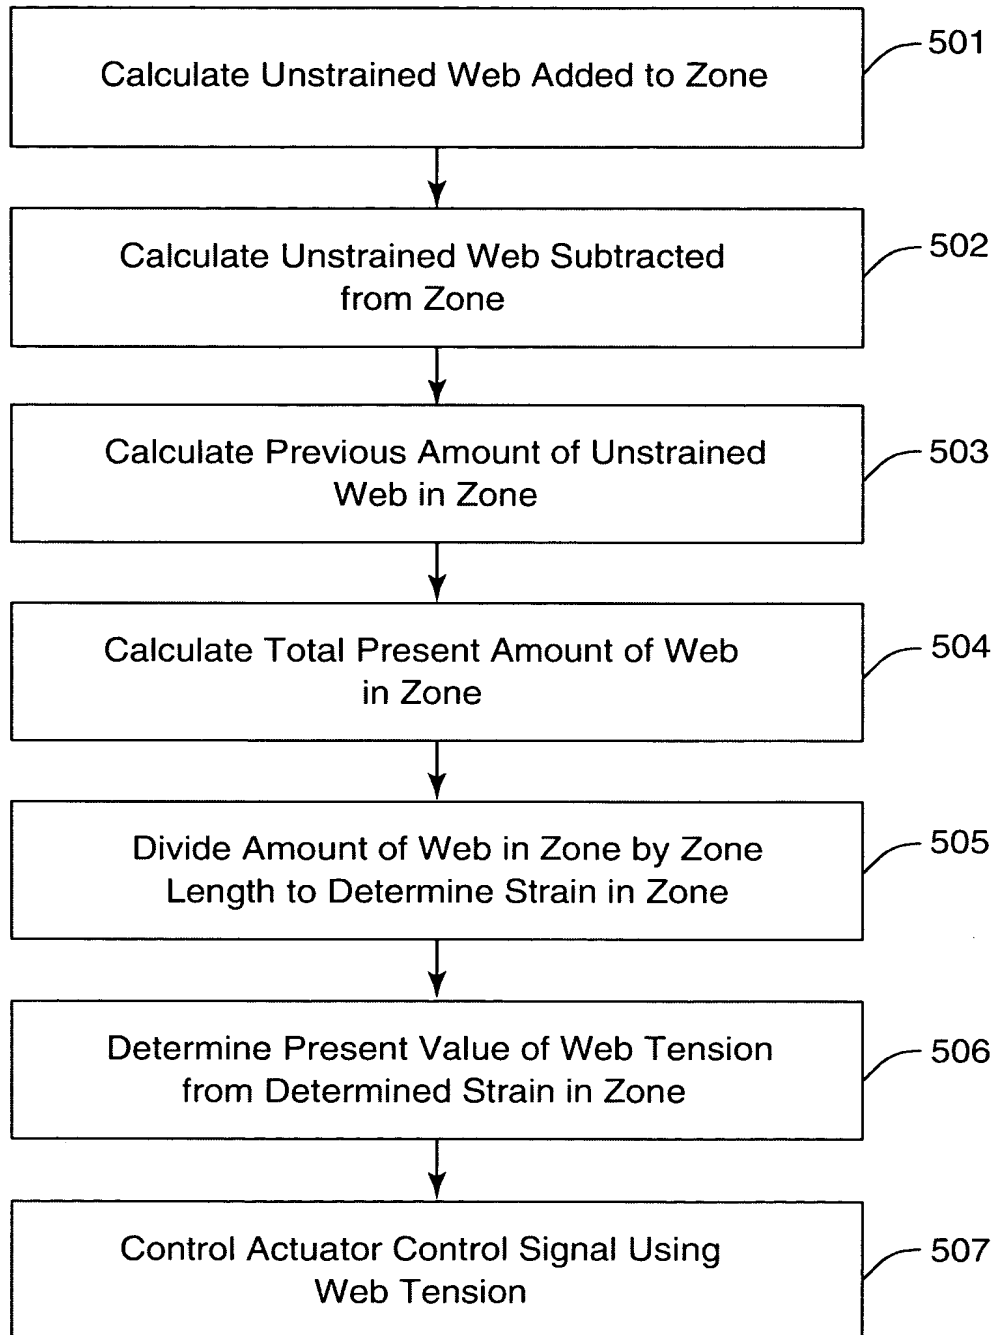 Calculate Unstrained Web Added to Zone
501
Calculate Unstrained Web Subtracted
from Zone
502
Calculate Previous Amount of Unstrained
Web in Zone
503
Calculate Total Present Amount of Web
in Zone
504
Divide Amount of Web in Zone by Zone
Length to Determine Strain in Zone
505
Determine Present Value of Web Tension
from Determined Strain in Zone
506
Control Actuator Control Signal Using
Web Tension
507